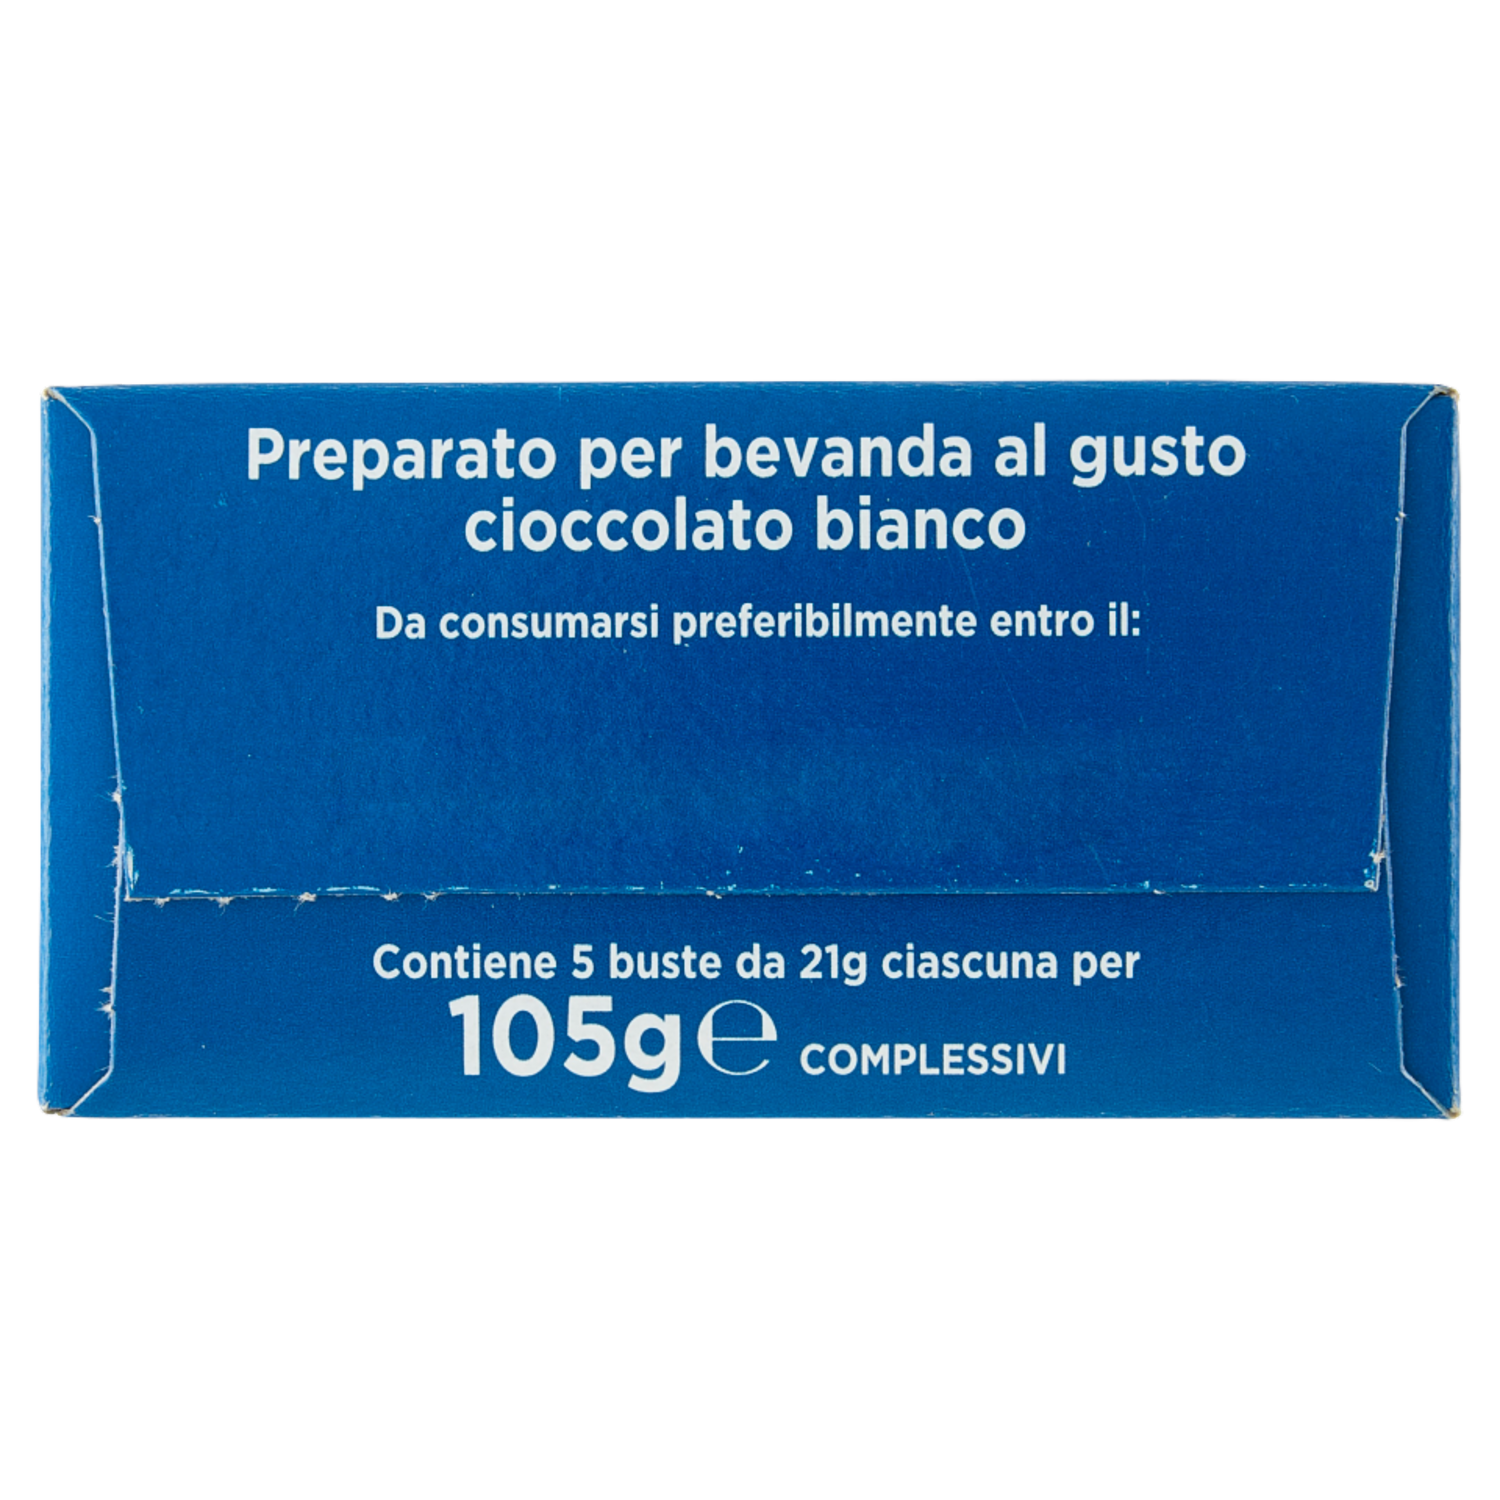 Preparato per bevanda al gusto
cioccolato bianco
Da consumarsi preferibilmente entro il:
Contiene 5 buste da 21g ciascuna per
105g℮ COMPLESSIVI